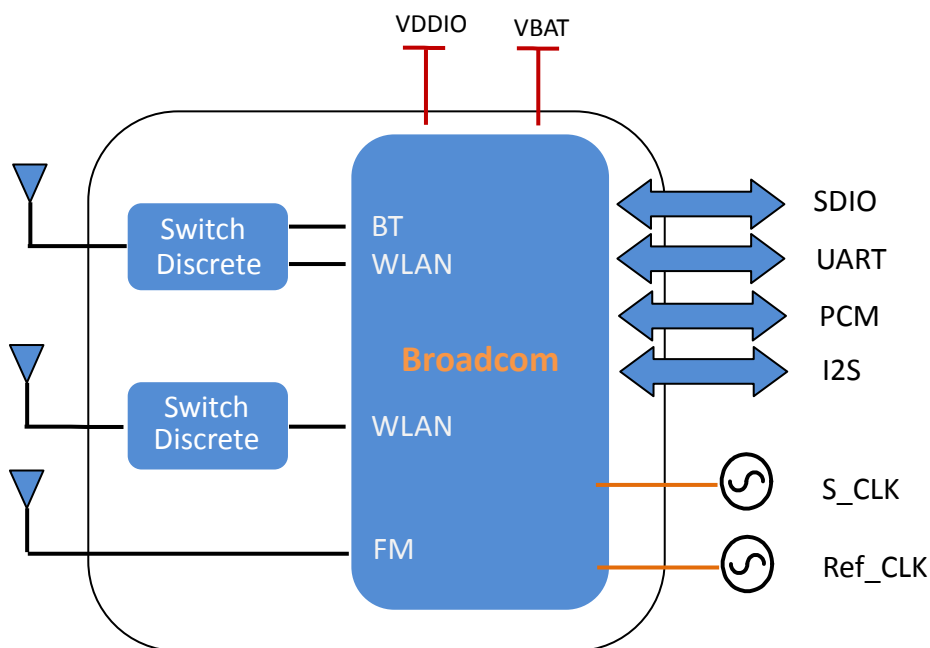 VDDIO
VBAT
Switch
Discrete
BT
WLAN
SDIO
UART
PCM
I2S
Broadcom
Switch
Discrete
WLAN
S_CLK
FM
Ref_CLK